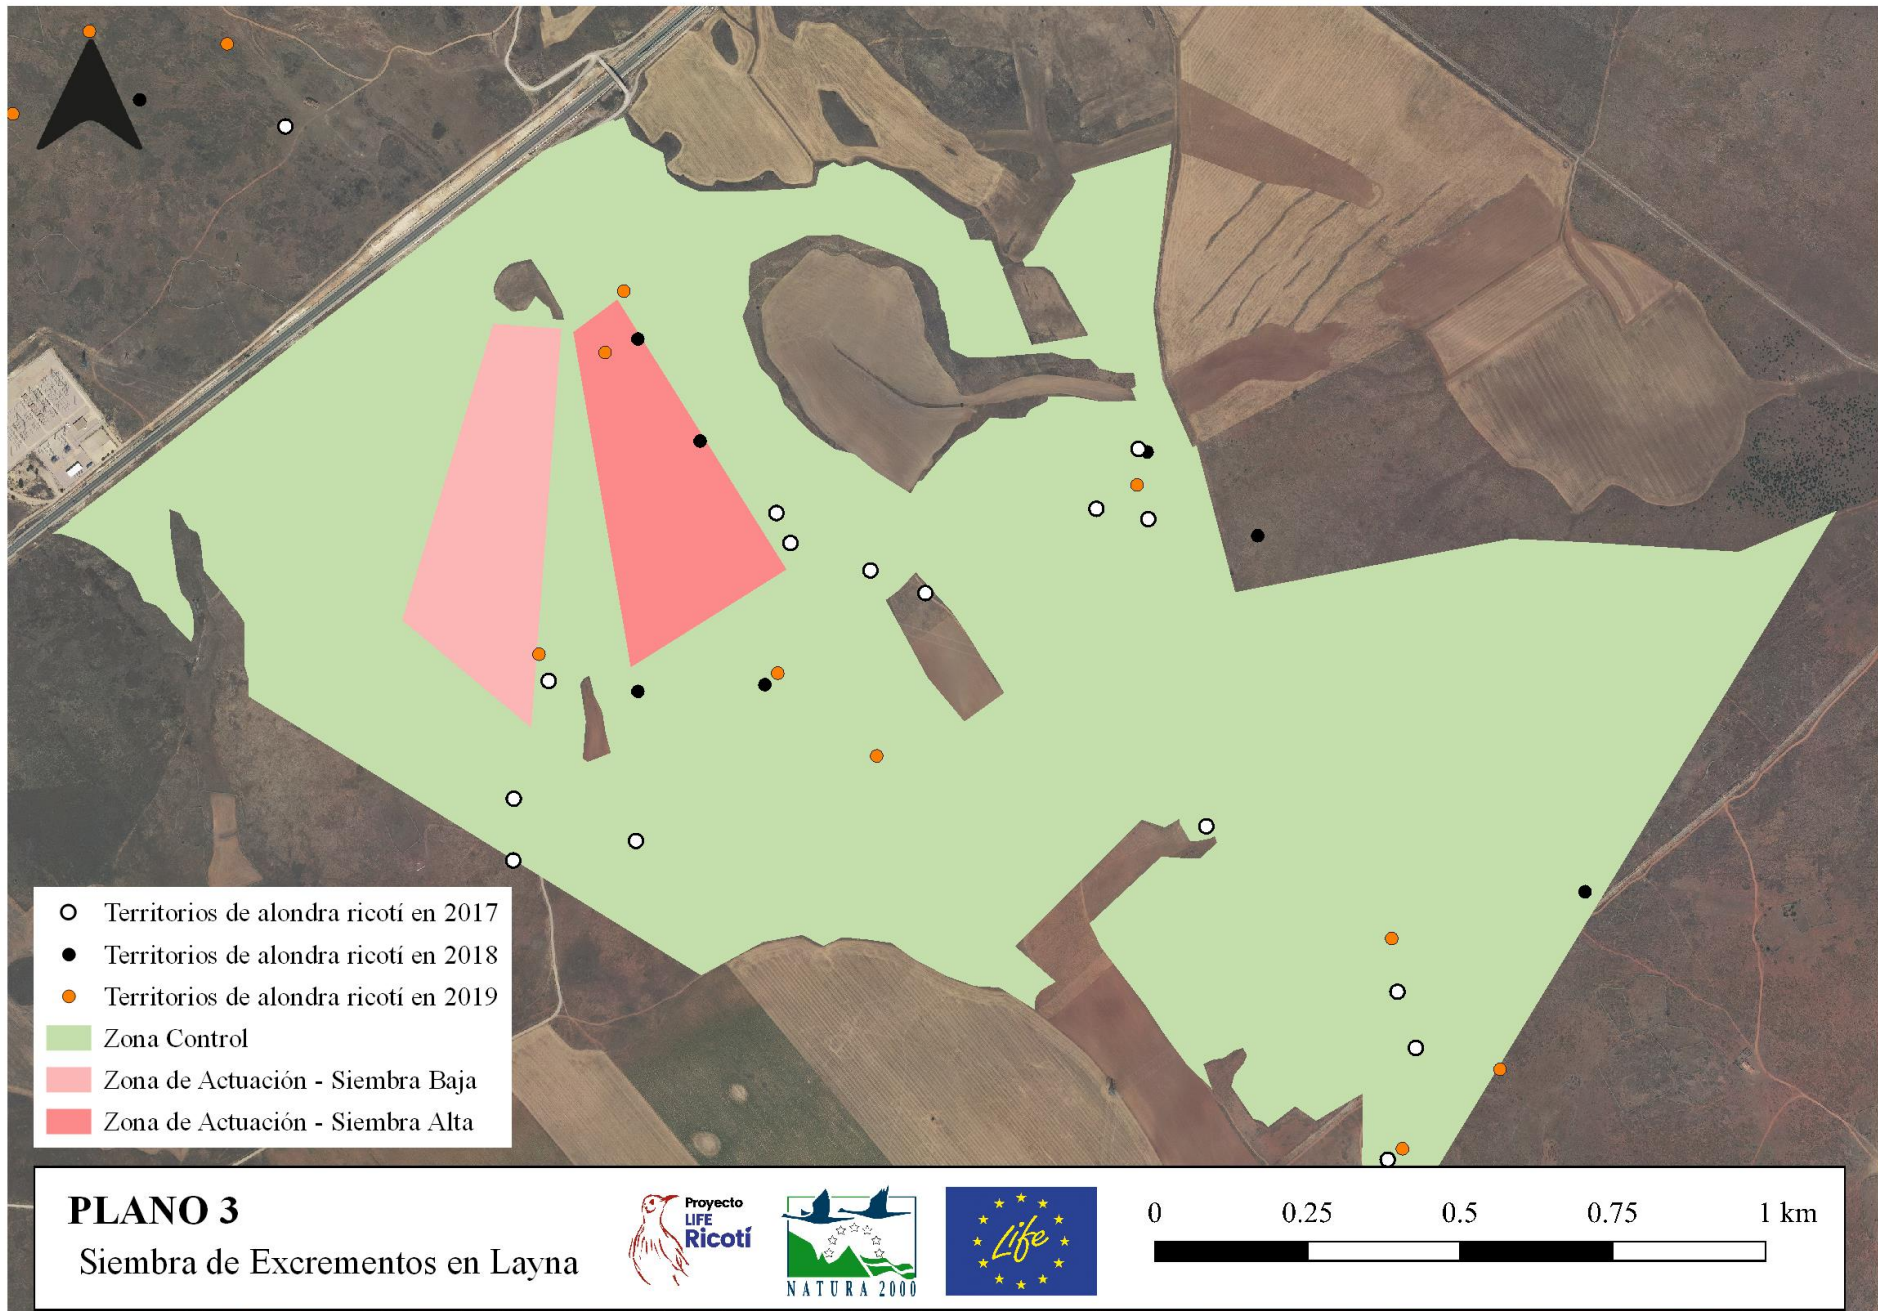 Territorios de alondra ricotí en 2017
Territorios de alondra ricotí en 2018
Territorios de alondra ricotí en 2019
Zona Control
Zona de Actuación - Siembra Baja
Zona de Actuación - Siembra Alta
PLANO 3
Siembra de Excrementos en Layna
Proyecto
LIFE
Ricotí
NATURA 2000
Life
0 0.25 0.5 0.75 1 km